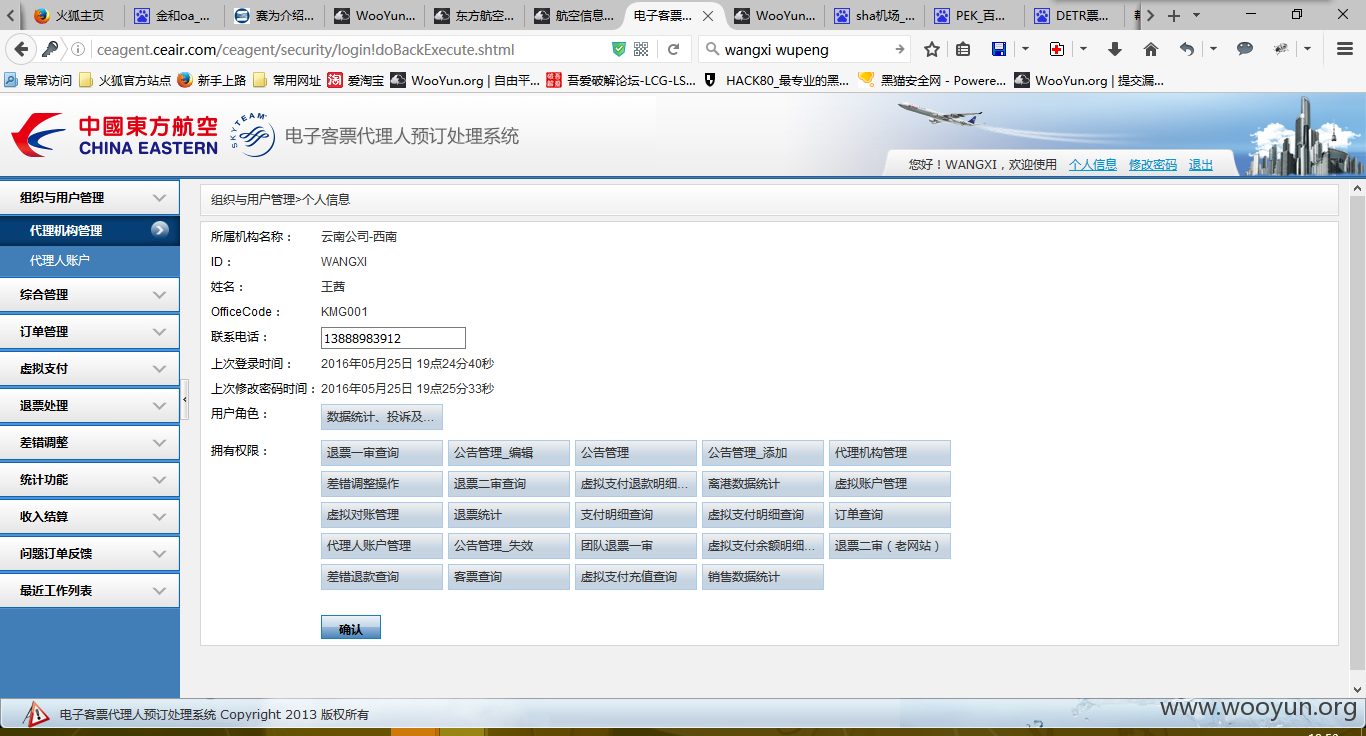 火狐主页 金和oa_... 赛为介绍... WooYun... 东方航空... 航空信息... 电子客票... WooYun... sha机场_... PEK_百... DETR票...
ceagent.ceair.com/ceagent/security/login!doBackExecute.shtml wangxi wupeng
最常访问 火狐官方站点 新手上路 常用网址 爱淘宝 WooYun.org | 自由平... 吾爱破解论坛-LCG-LS... HACK80_最专业的黑... 黑猫安全网 - Powere... WooYun.org | 提交漏...
中國東方航空
CHINA EASTERN
SKYTEAM
电子客票代理人预订处理系统
您好！WANGXI，欢迎使用 个人信息 修改密码 退出
组织与用户管理
代理机构管理
代理人账户
综合管理
订单管理
虚拟支付
退票处理
差错调整
统计功能
收入结算
问题订单反馈
最近工作列表
组织与用户管理>个人信息
所属机构名称： 云南公司-西南
ID： WANGXI
姓名： 王茜
OfficeCode： KMG001
联系电话： 13888983912
上次登录时间： 2016年05月25日 19点24分40秒
上次修改密码时间： 2016年05月25日 19点25分33秒
用户角色： 数据统计、投诉及...
拥有权限： 退票一审查询 公告管理_编辑 公告管理 公告管理_添加 代理机构管理
差错调整操作 退票二审查询 虚拟支付退款明细... 离港数据统计 虚拟账户管理
虚拟对账管理 退票统计 支付明细查询 虚拟支付明细查询 订单查询
代理人账户管理 公告管理_失效 团队退票一审 虚拟支付余额明细... 退票二审（老网站）
差错退款查询 客票查询 虚拟支付充值查询 销售数据统计
确认
电子客票代理人预订处理系统 Copyright 2013 版权所有
www.wooyun.org